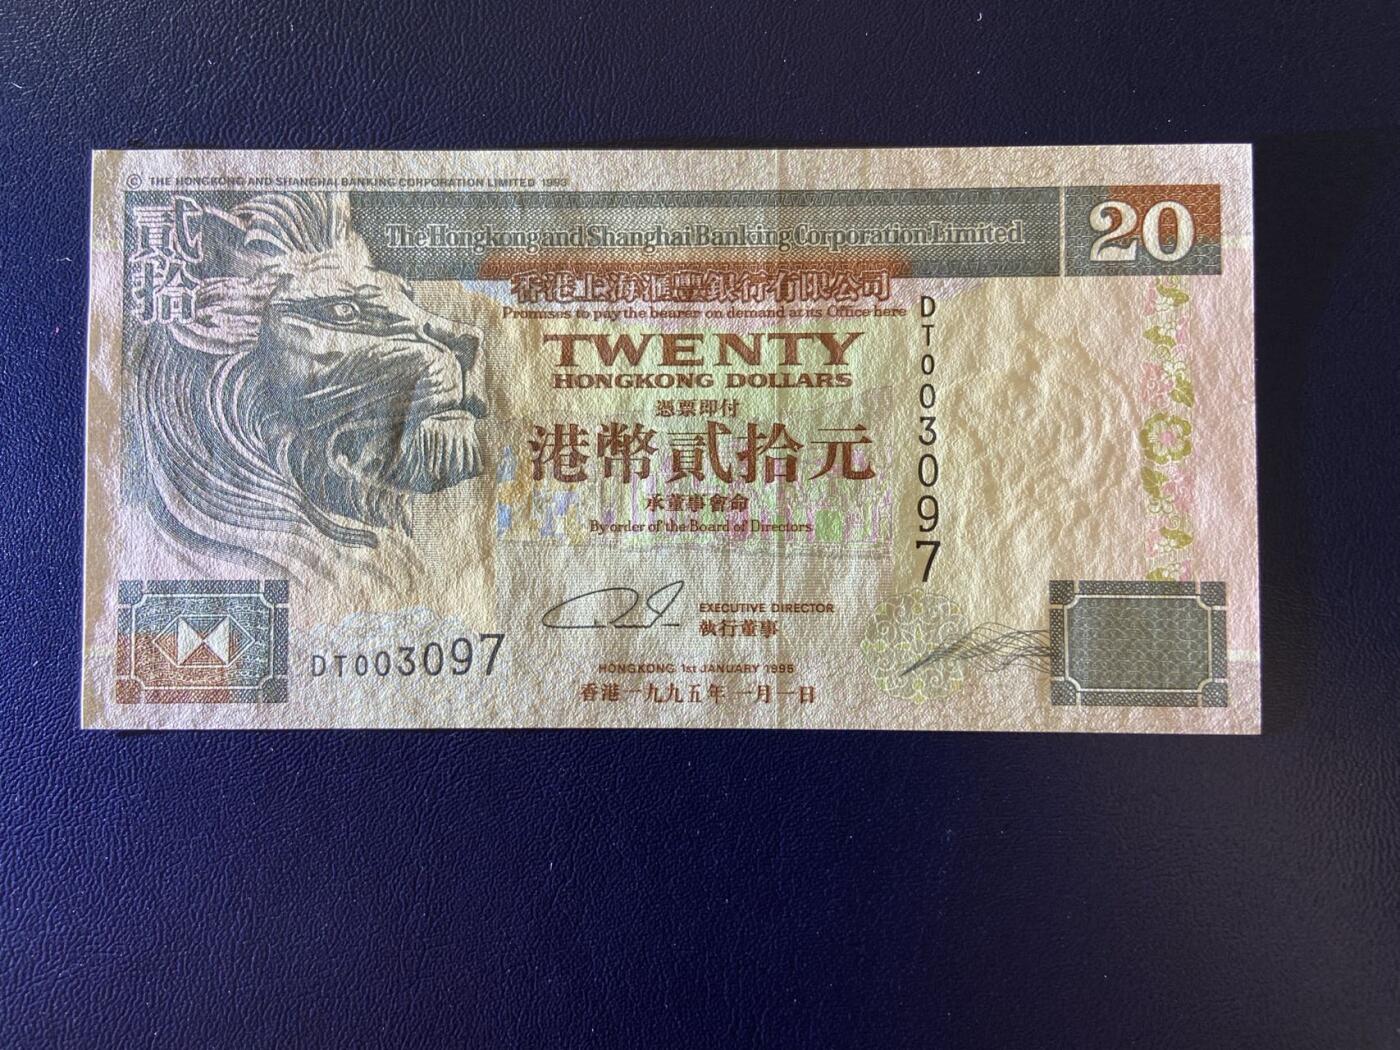 © THE HONGKONG AND SHANGHAI BANKING CORPORATION LIMITED 1993
貳拾
The Hongkong and Shanghai Banking Corporation Limited
20
香港上海滙豐銀行有限公司
Promises to pay the bearer on demand at its Office here
TWENTY
HONGKONG DOLLARS
憑票即付
港幣貳拾元
承董事會命
By order of the Board of Directors
DT003097
EXECUTIVE DIRECTOR
執行董事
DT003097
HONGKONG 1st JANUARY 1995
香港一九九五年一月一日